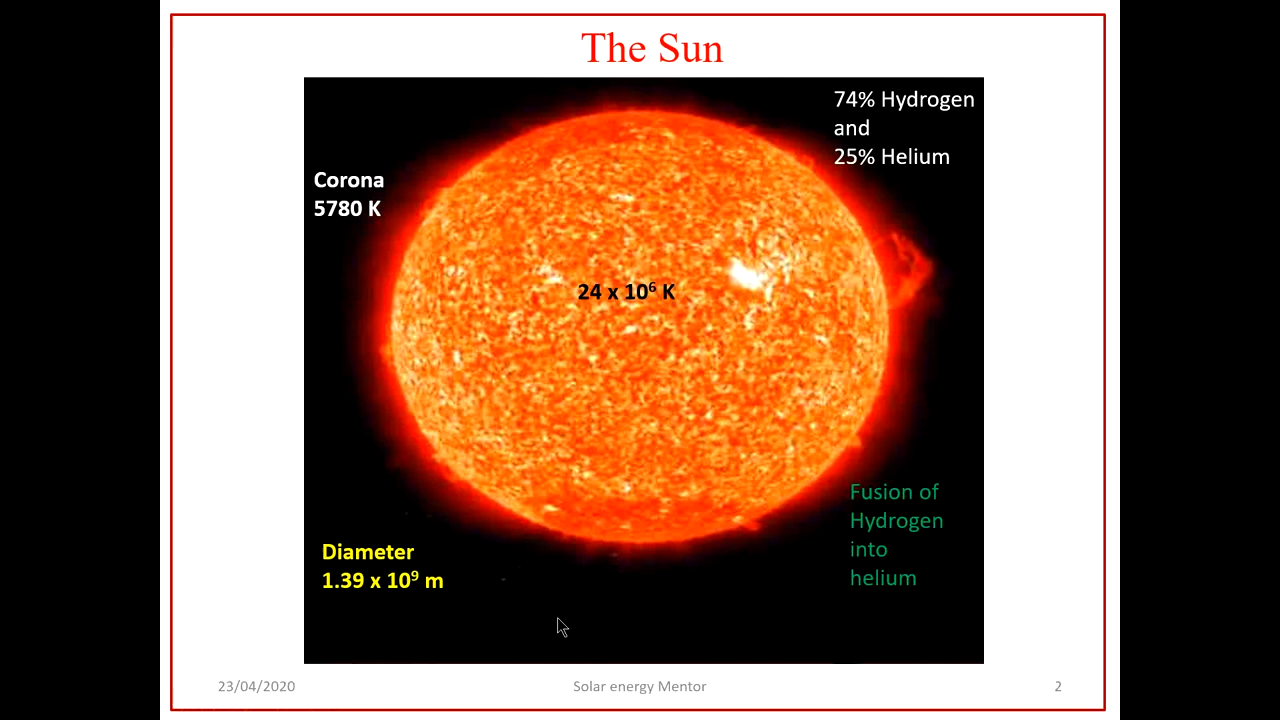 The Sun
74% Hydrogen
and
25% Helium
Corona
5780 K
24 x 10⁶ K
Fusion of
Hydrogen
into
helium
Diameter
1.39 x 10⁹ m
23/04/2020
Solar energy Mentor
2